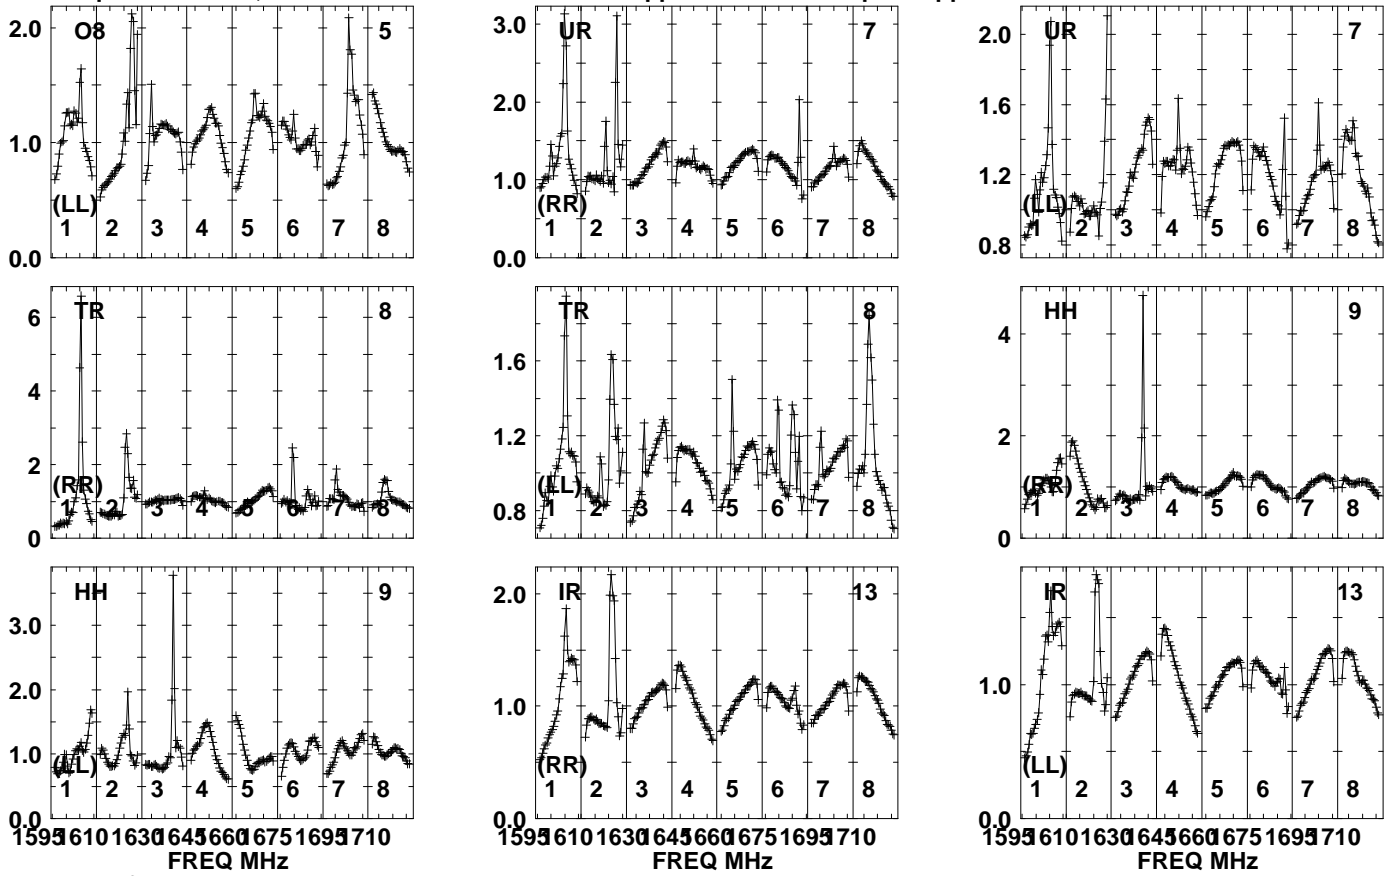 2.0 O8 5
1.0
(LL)
1 2 3 4 5 6 7 8
0.0
3.0 UR 7
2.0
1.0
(RR)
1 2 3 4 5 6 7 8
0.0
2.0 UR 7
1.6
1.2
(LL)
1 2 3 4 5 6 7 8
0.8
TR 8
6
4
2
(RR)
1 2 3 4 5 6 7 8
0
TR 8
1.6
1.2
(LL)
1 2 3 4 5 6 7 8
0.8
HH 9
4
2
(RR)
1 2 3 4 5 6 7 8
0
HH 9
3.0
2.0
1.0
(LL)
1 2 3 4 5 6 7 8
0.0
1595 1610 1630 1645 1660 1675 1695 1710
FREQ MHz
2.0 IR 13
1.0
(RR)
1 2 3 4 5 6 7 8
0.0
1595 1610 1630 1645 1660 1675 1695 1710
FREQ MHz
IR 13
1.0
(LL)
1 2 3 4 5 6 7 8
0.0
1595 1610 1630 1645 1660 1675 1695 1710
FREQ MHz